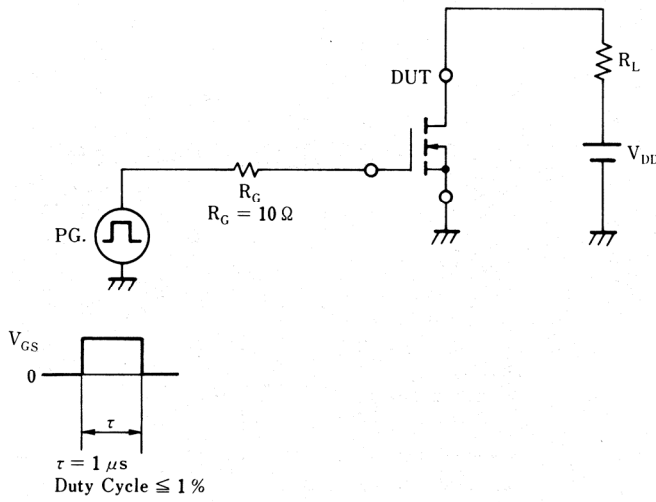 DUT
R_L
V_DD
R_G
R_G = 10 Ω
PG.
V_GS
0
τ
τ = 1 μs
Duty Cycle ≦ 1 %